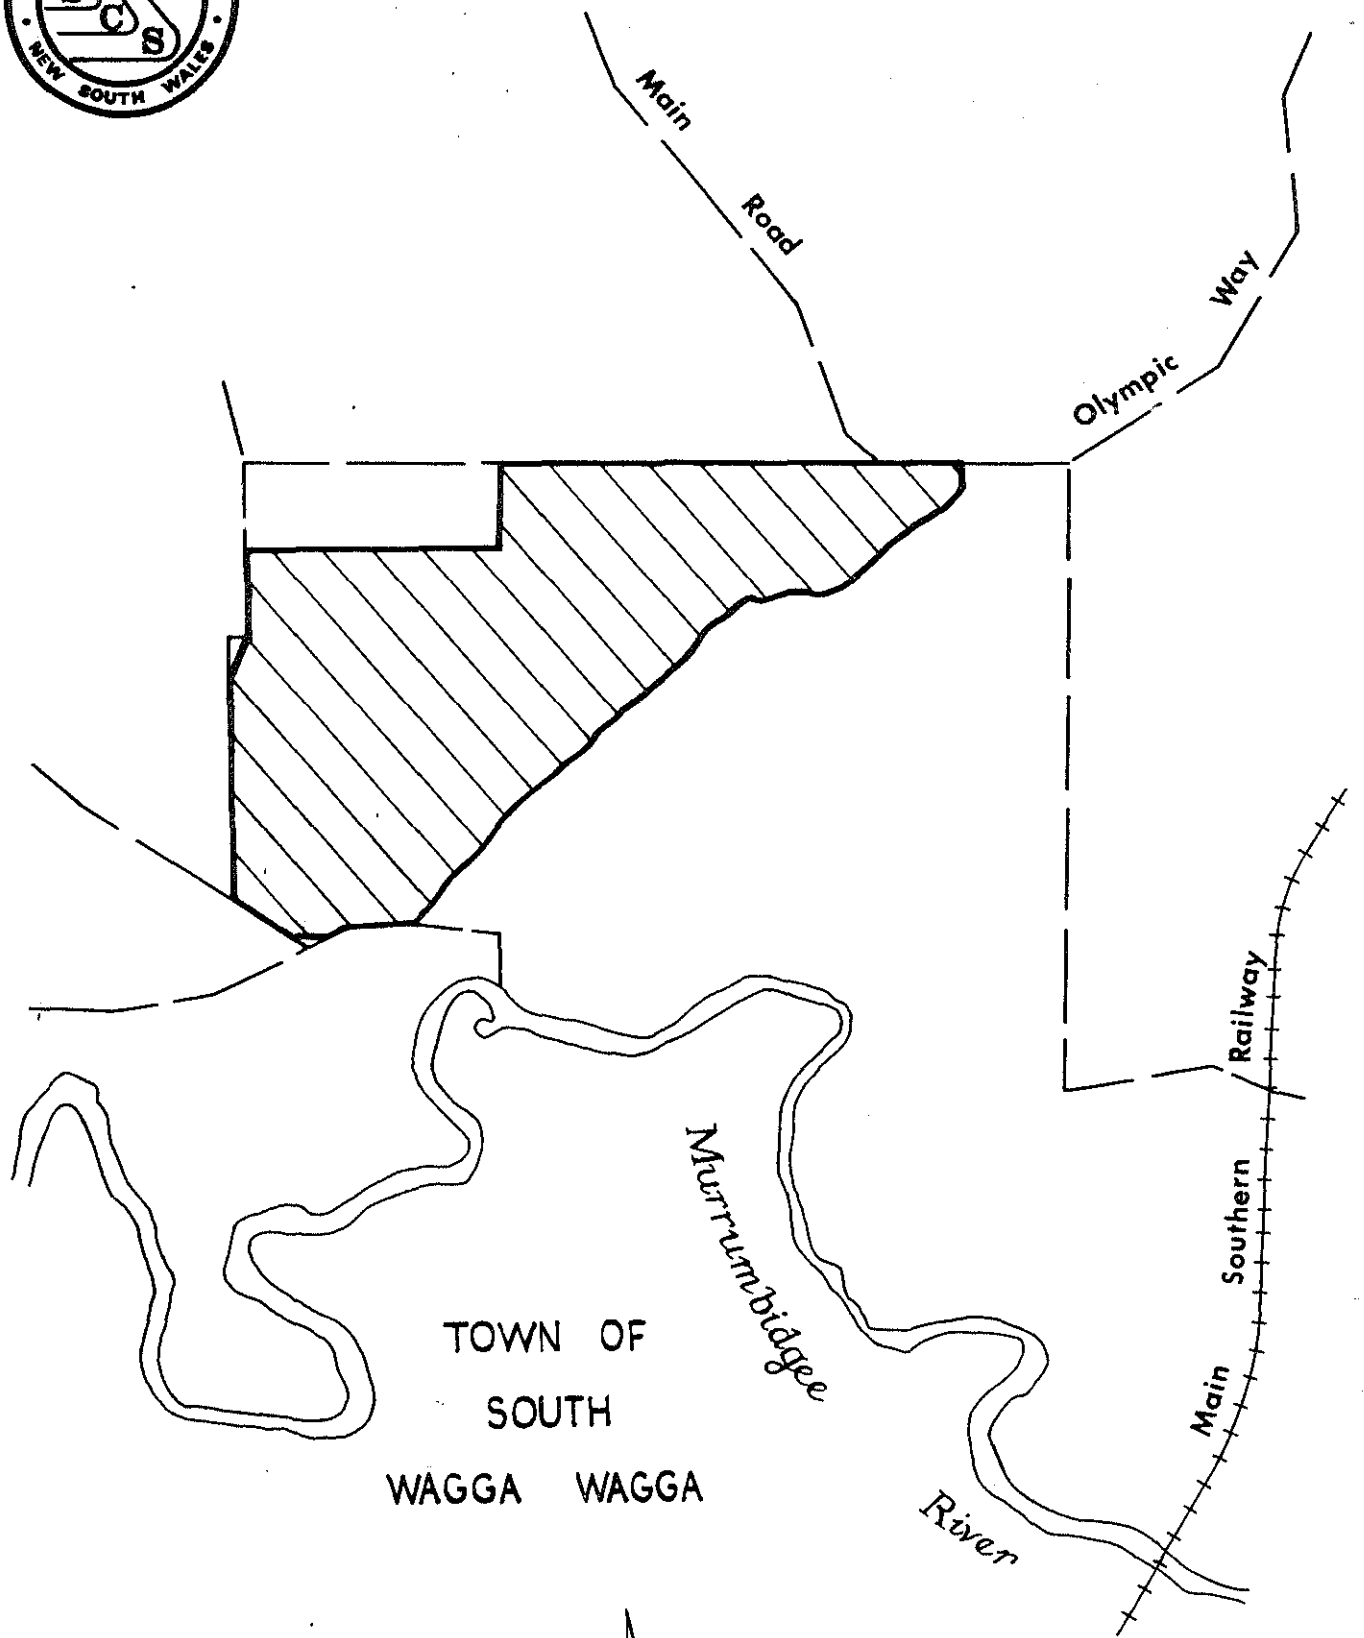 C
S
NEW SOUTH WALES
Main Road
Olympic Way
Railway
Southern
Main
Murrumbidgee
River
TOWN OF
SOUTH
WAGGA WAGGA